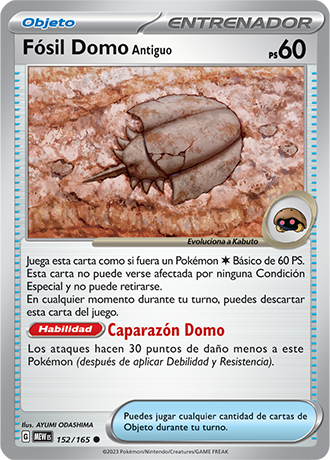 Objeto
ENTRENADOR
Fósil Domo Antiguo
PS 60
Evoluciona a Kabuto
Juega esta carta como si fuera un Pokémon Básico de 60 PS.
Esta carta no puede verse afectada por ninguna Condición
Especial y no puede retirarse.
En cualquier momento durante tu turno, puedes descartar
esta carta del juego.
Habilidad Caparazón Domo
Los ataques hacen 30 puntos de daño menos a este
Pokémon (después de aplicar Debilidad y Resistencia).
Ilus. AYUMI ODASHIMA
Puedes jugar cualquier cantidad de cartas de
Objeto durante tu turno.
G MEW ES 152/165
©2023 Pokémon/Nintendo/Creatures/GAME FREAK